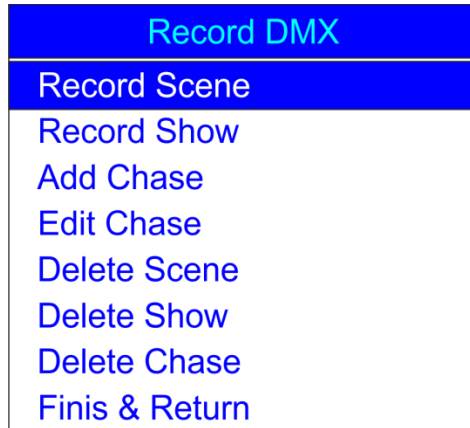 Record DMX
Record Scene
Record Show
Add Chase
Edit Chase
Delete Scene
Delete Show
Delete Chase
Finis & Return